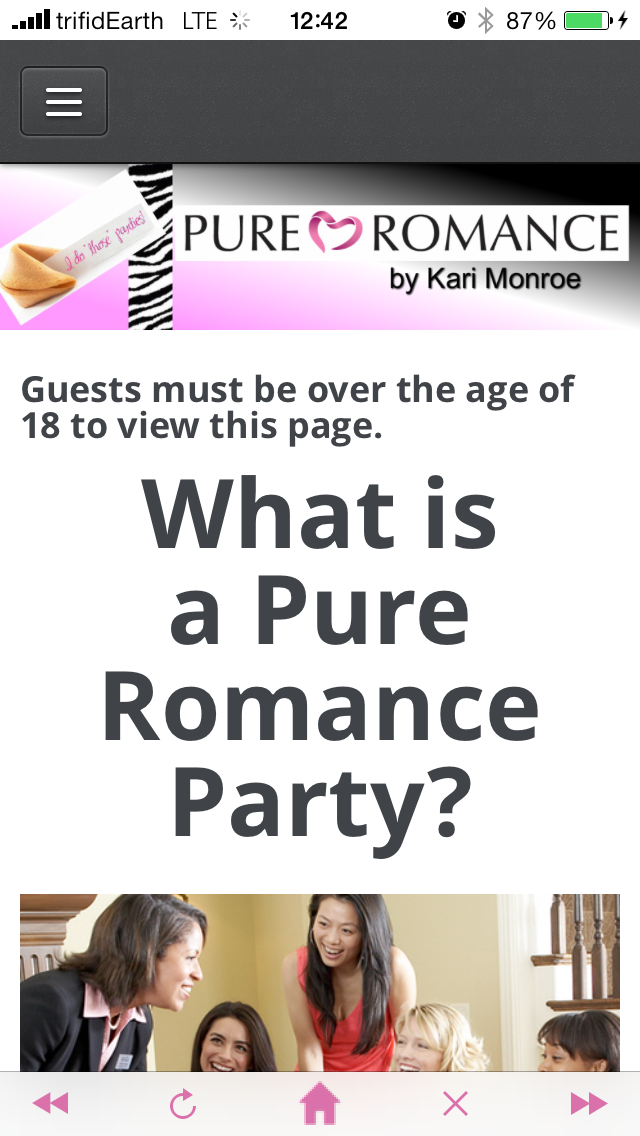 trifidEarth LTE 12:42 87%
I do "those" parties!
PURE ROMANCE
by Kari Monroe
Guests must be over the age of
18 to view this page.
What is
a Pure
Romance
Party?